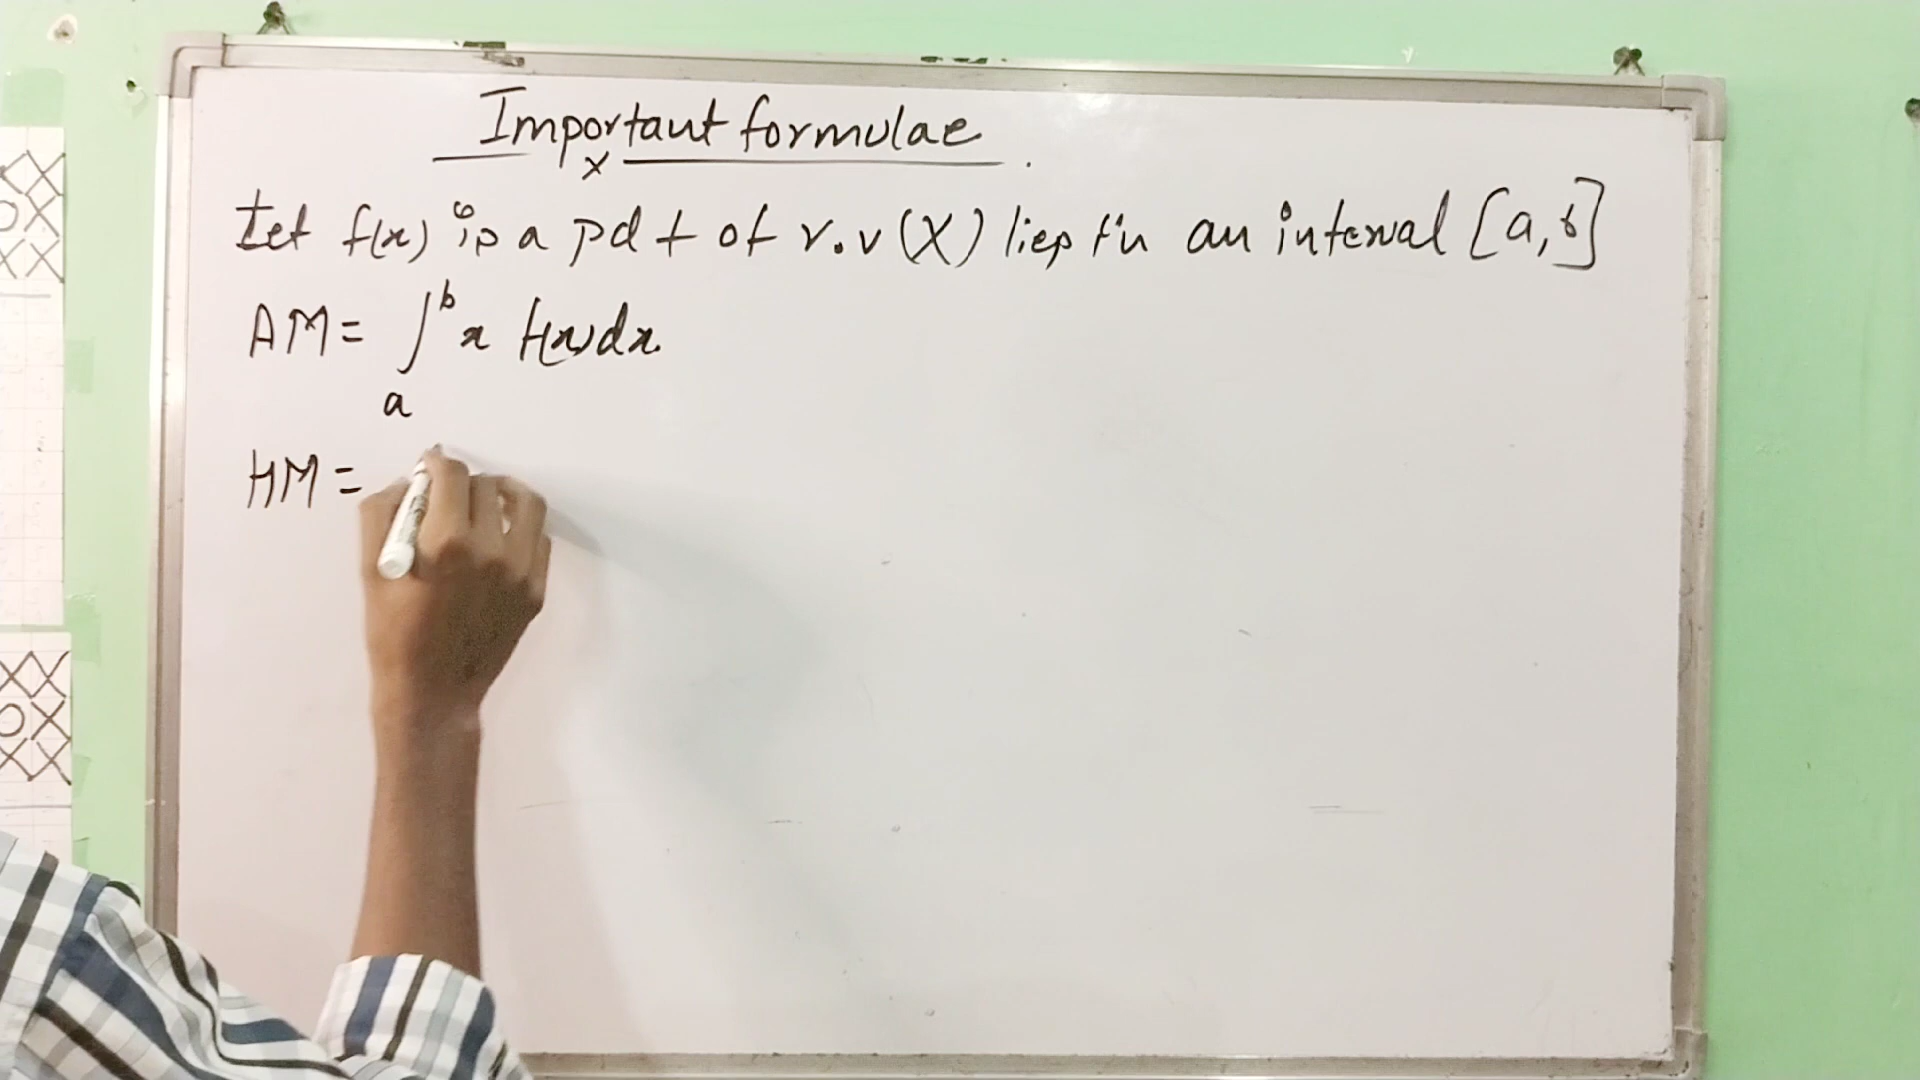 Important formulae
Let f(x) is a pdf of r.v (X) lies in an interval [a, b]
AM = ∫ₐᵇ x f(x) dx.
HM =